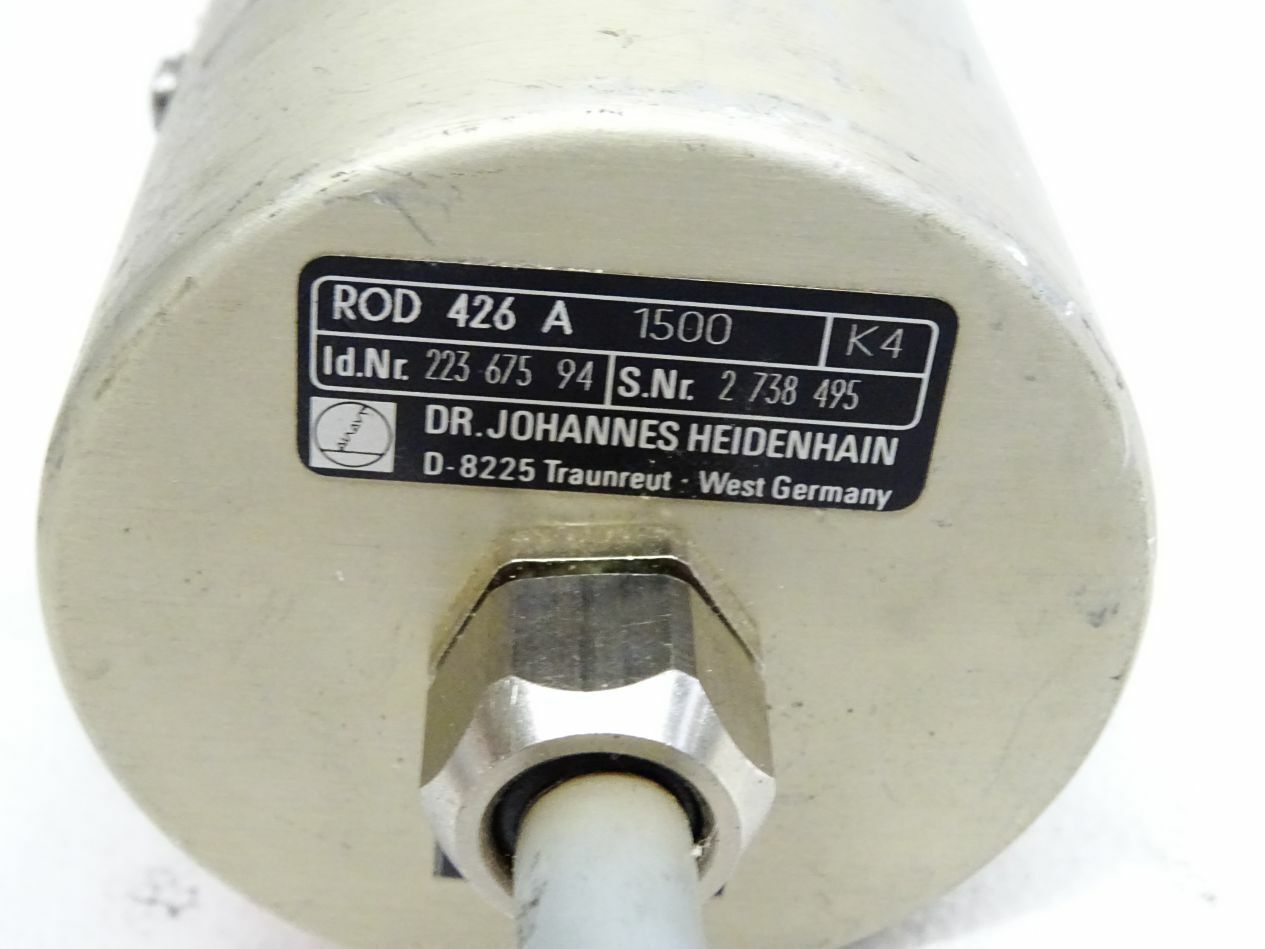 ROD 426 A 1500 K4
Id.Nr. 223 675 94 S.Nr. 2 738 495
DR. JOHANNES HEIDENHAIN
D-8225 Traunreut · West Germany